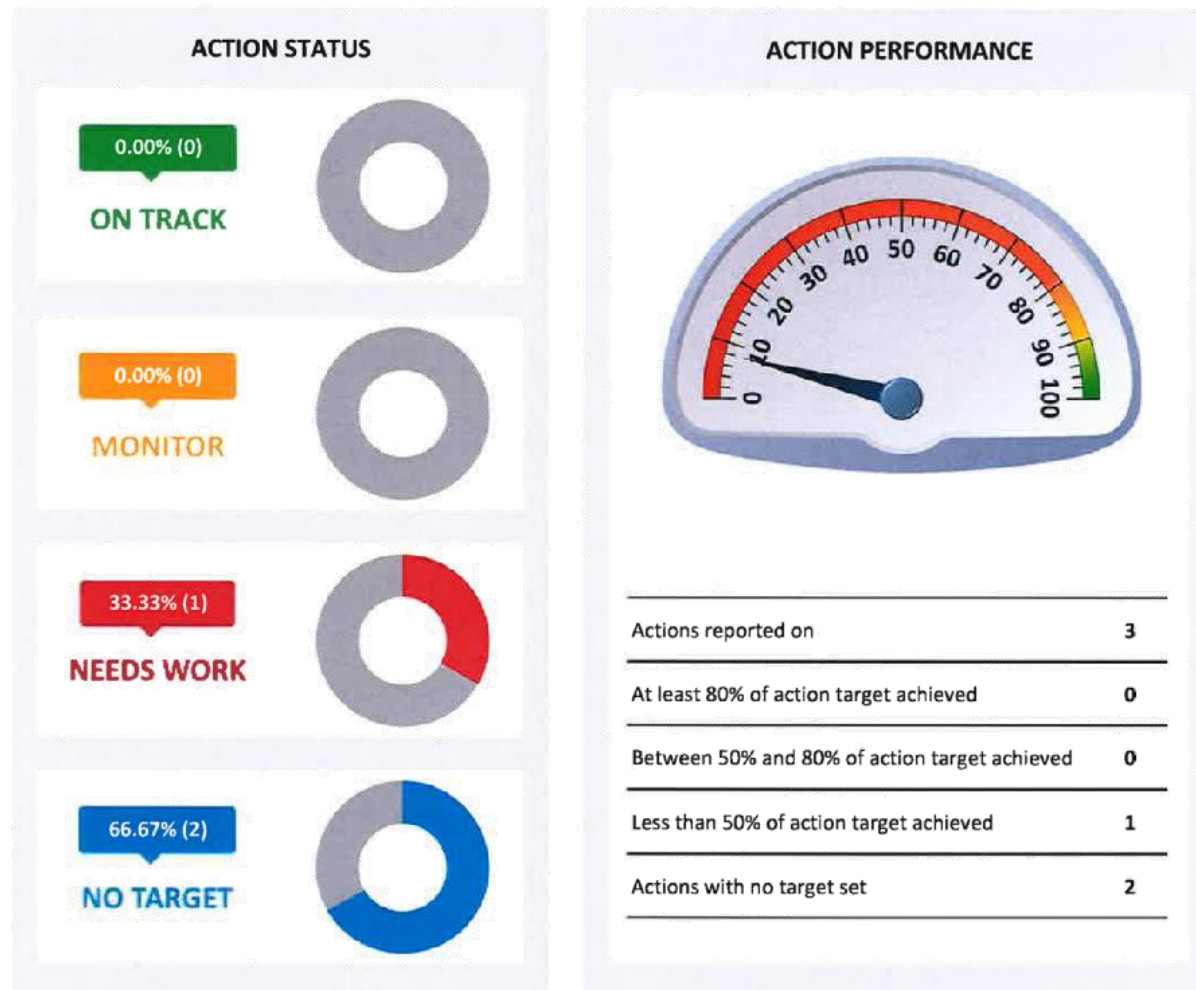 ACTION STATUS
0.00% (0)
ON TRACK
0.00% (0)
MONITOR
33.33% (1)
NEEDS WORK
66.67% (2)
NO TARGET
ACTION PERFORMANCE
0
10
20
30
40
50
60
70
80
90
100
Actions reported on 3
At least 80% of action target achieved 0
Between 50% and 80% of action target achieved 0
Less than 50% of action target achieved 1
Actions with no target set 2